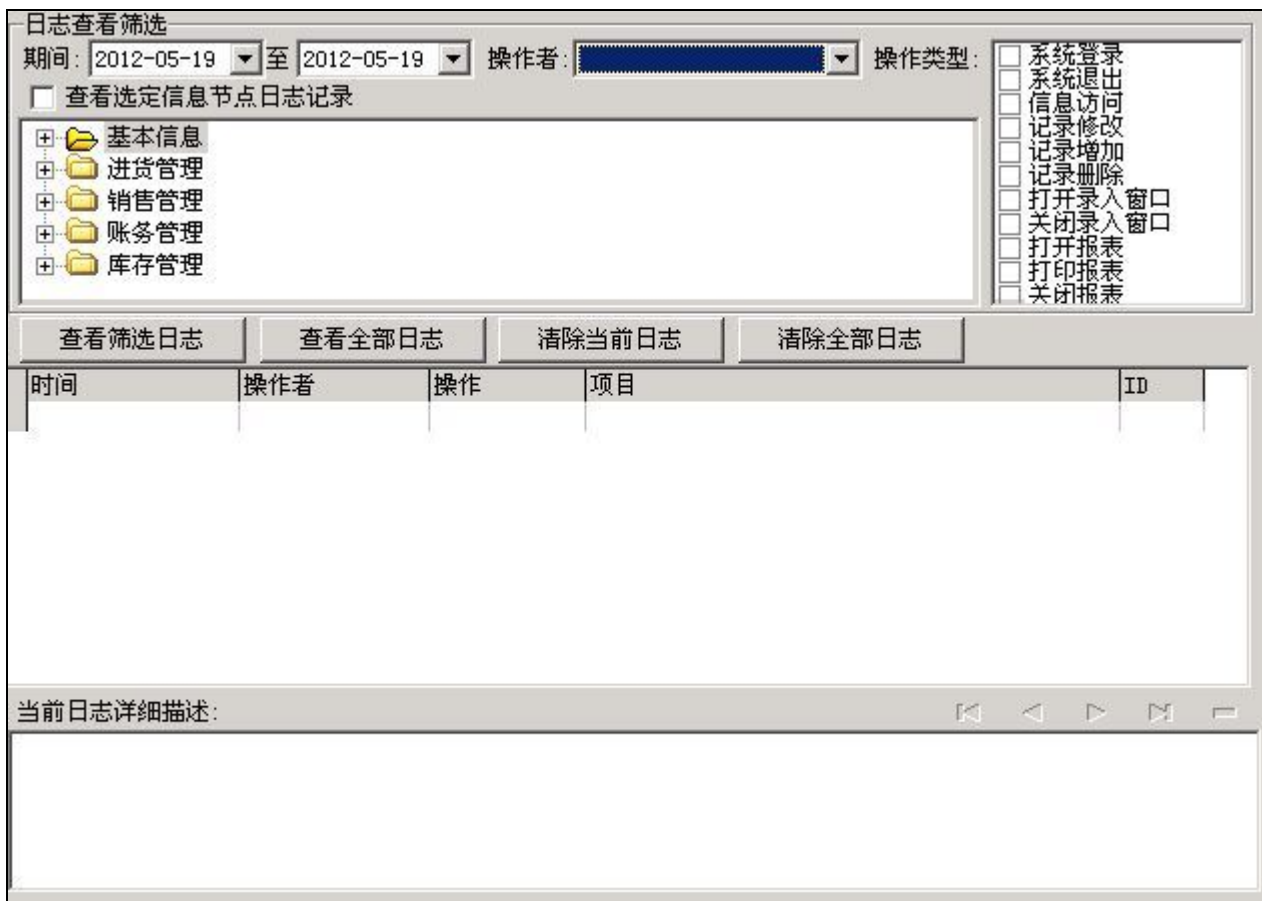 日志查看筛选
期间: 2012-05-19 至 2012-05-19 操作者: 操作类型:
查看选定信息节点日志记录
基本信息
进货管理
销售管理
账务管理
库存管理
系统登录
系统退出
信息访问
记录修改
记录增加
记录删除
打开录入窗口
关闭录入窗口
打开报表
打印报表
关闭报表
查看筛选日志 查看全部日志 清除当前日志 清除全部日志
时间 操作者 操作 项目 ID
当前日志详细描述: